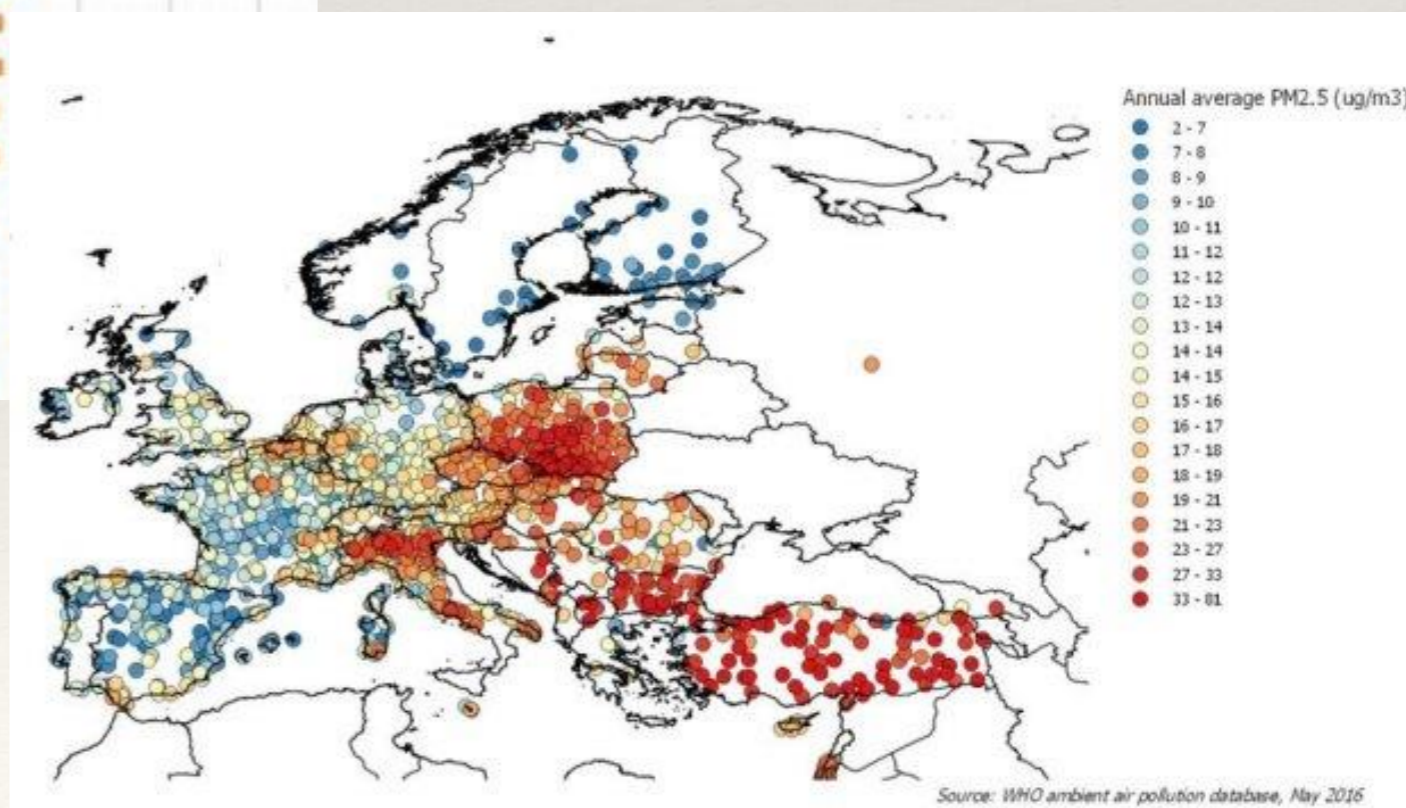 Annual average PM2.5 (ug/m3)
2 - 7
7 - 8
8 - 9
9 - 10
10 - 11
11 - 12
12 - 12
12 - 13
13 - 14
14 - 14
14 - 15
15 - 16
16 - 17
17 - 18
18 - 19
19 - 21
21 - 23
23 - 27
27 - 33
33 - 81
Source: WHO ambient air pollution database, May 2016